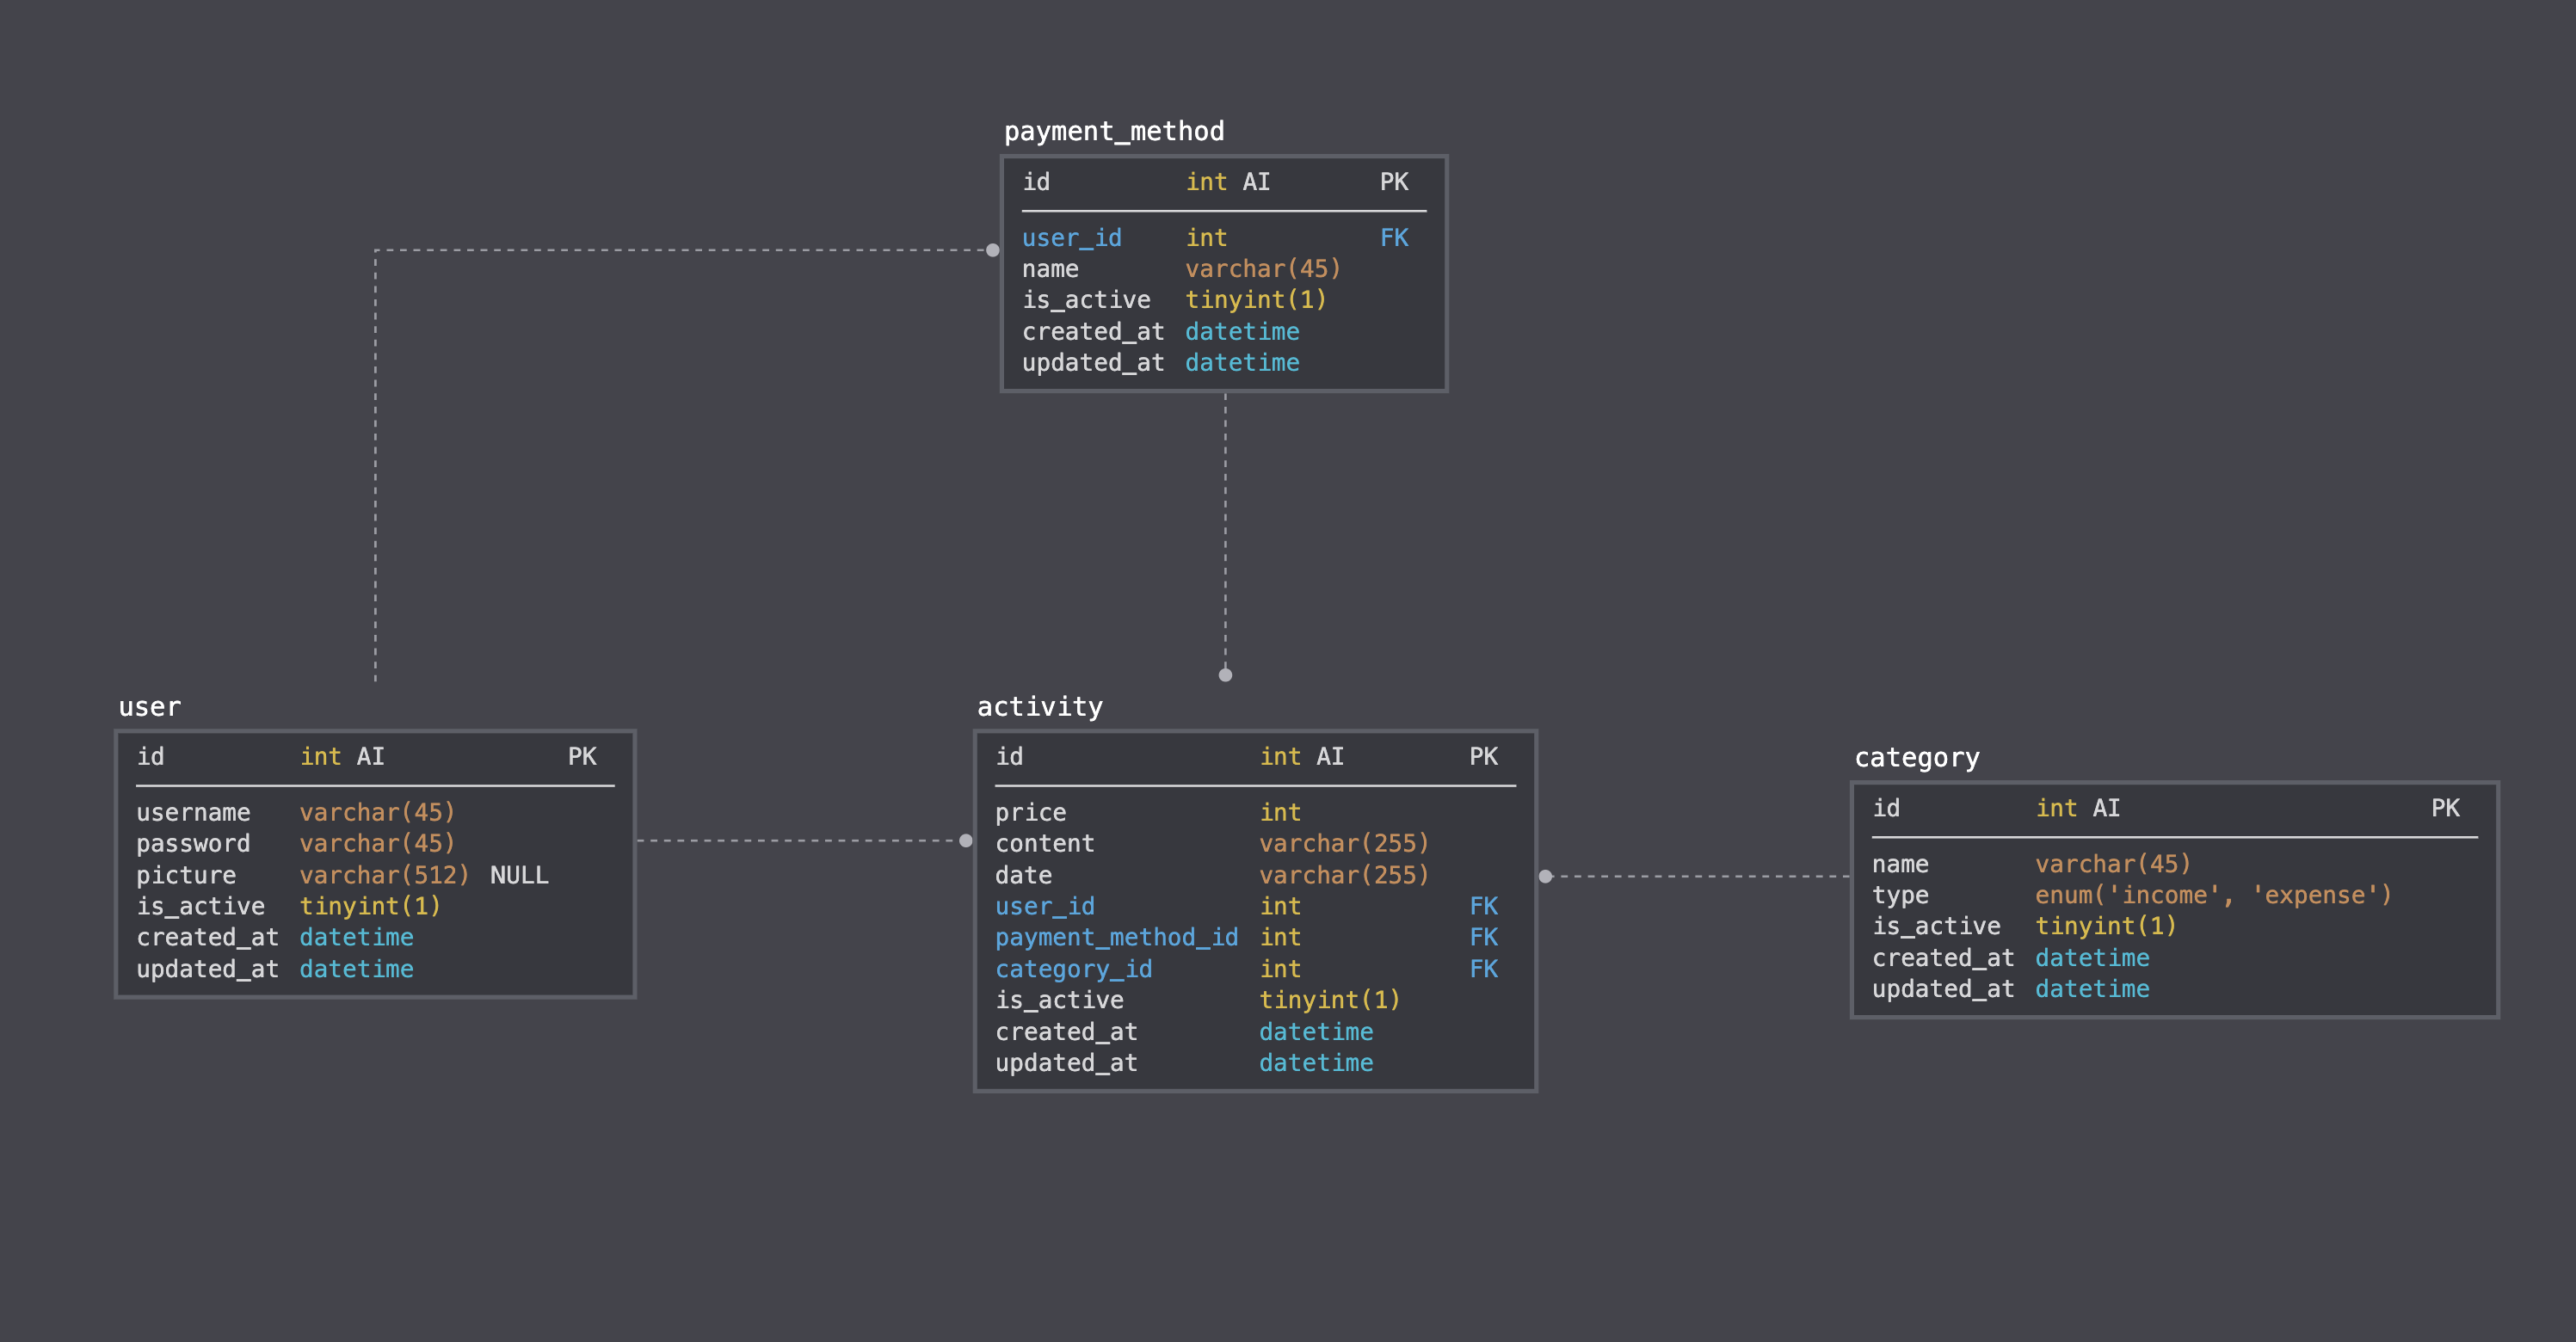 payment_method
id int AI PK
user_id int FK
name varchar(45)
is_active tinyint(1)
created_at datetime
updated_at datetime
user
id int AI PK
username varchar(45)
password varchar(45)
picture varchar(512) NULL
is_active tinyint(1)
created_at datetime
updated_at datetime
activity
id int AI PK
price int
content varchar(255)
date varchar(255)
user_id int FK
payment_method_id int FK
category_id int FK
is_active tinyint(1)
created_at datetime
updated_at datetime
category
id int AI PK
name varchar(45)
type enum('income', 'expense')
is_active tinyint(1)
created_at datetime
updated_at datetime